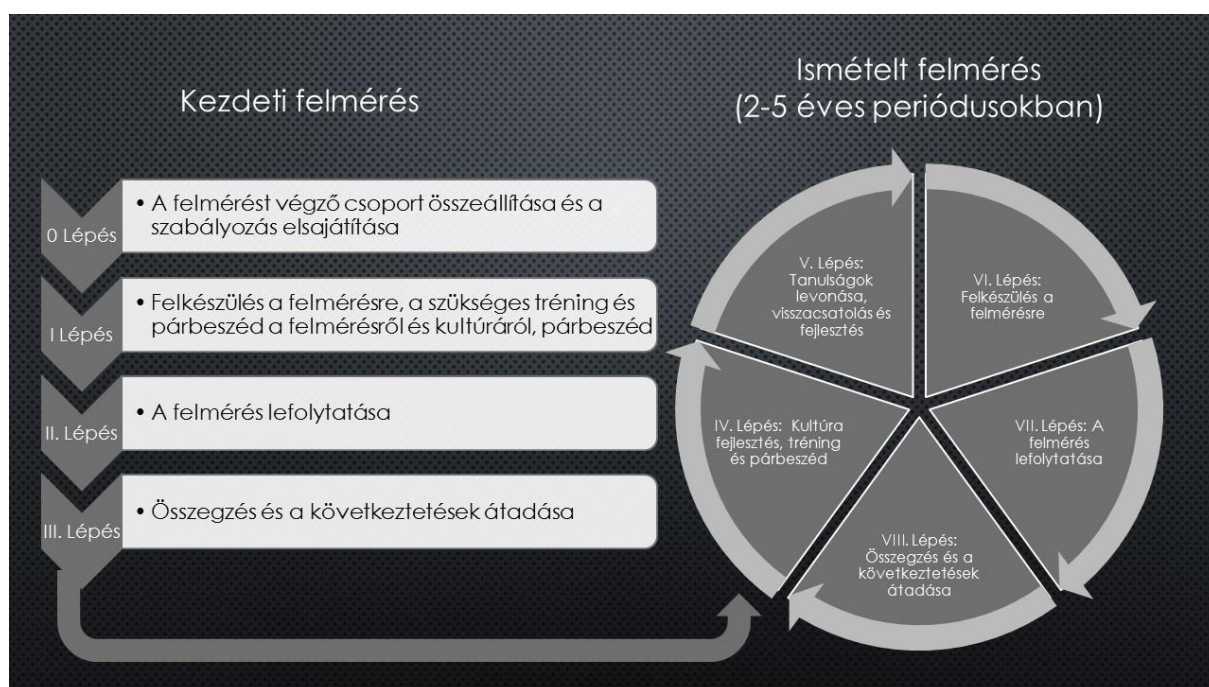 Kezdeti felmérés
0 Lépés
• A felmérést végző csoport összeállítása és a
szabályozás elsajátítása
I Lépés
• Felkészülés a felmérésre, a szükséges tréning és
párbeszéd a felmérésről és kultúráról, párbeszéd
II. Lépés
• A felmérés lefolytatása
III. Lépés
• Összegzés és a következtetések átadása
Ismételt felmérés
(2-5 éves periódusokban)
V. Lépés:
Tanulságok
levonása,
visszacsatolás és
fejlesztés
VI. Lépés:
Felkészülés a
felmérésre
IV. Lépés: Kultúra
fejlesztés, tréning
és párbeszéd
VII. Lépés: A
felmérés
lefolytatása
VIII. Lépés:
Összegzés és a
következtetések
átadása